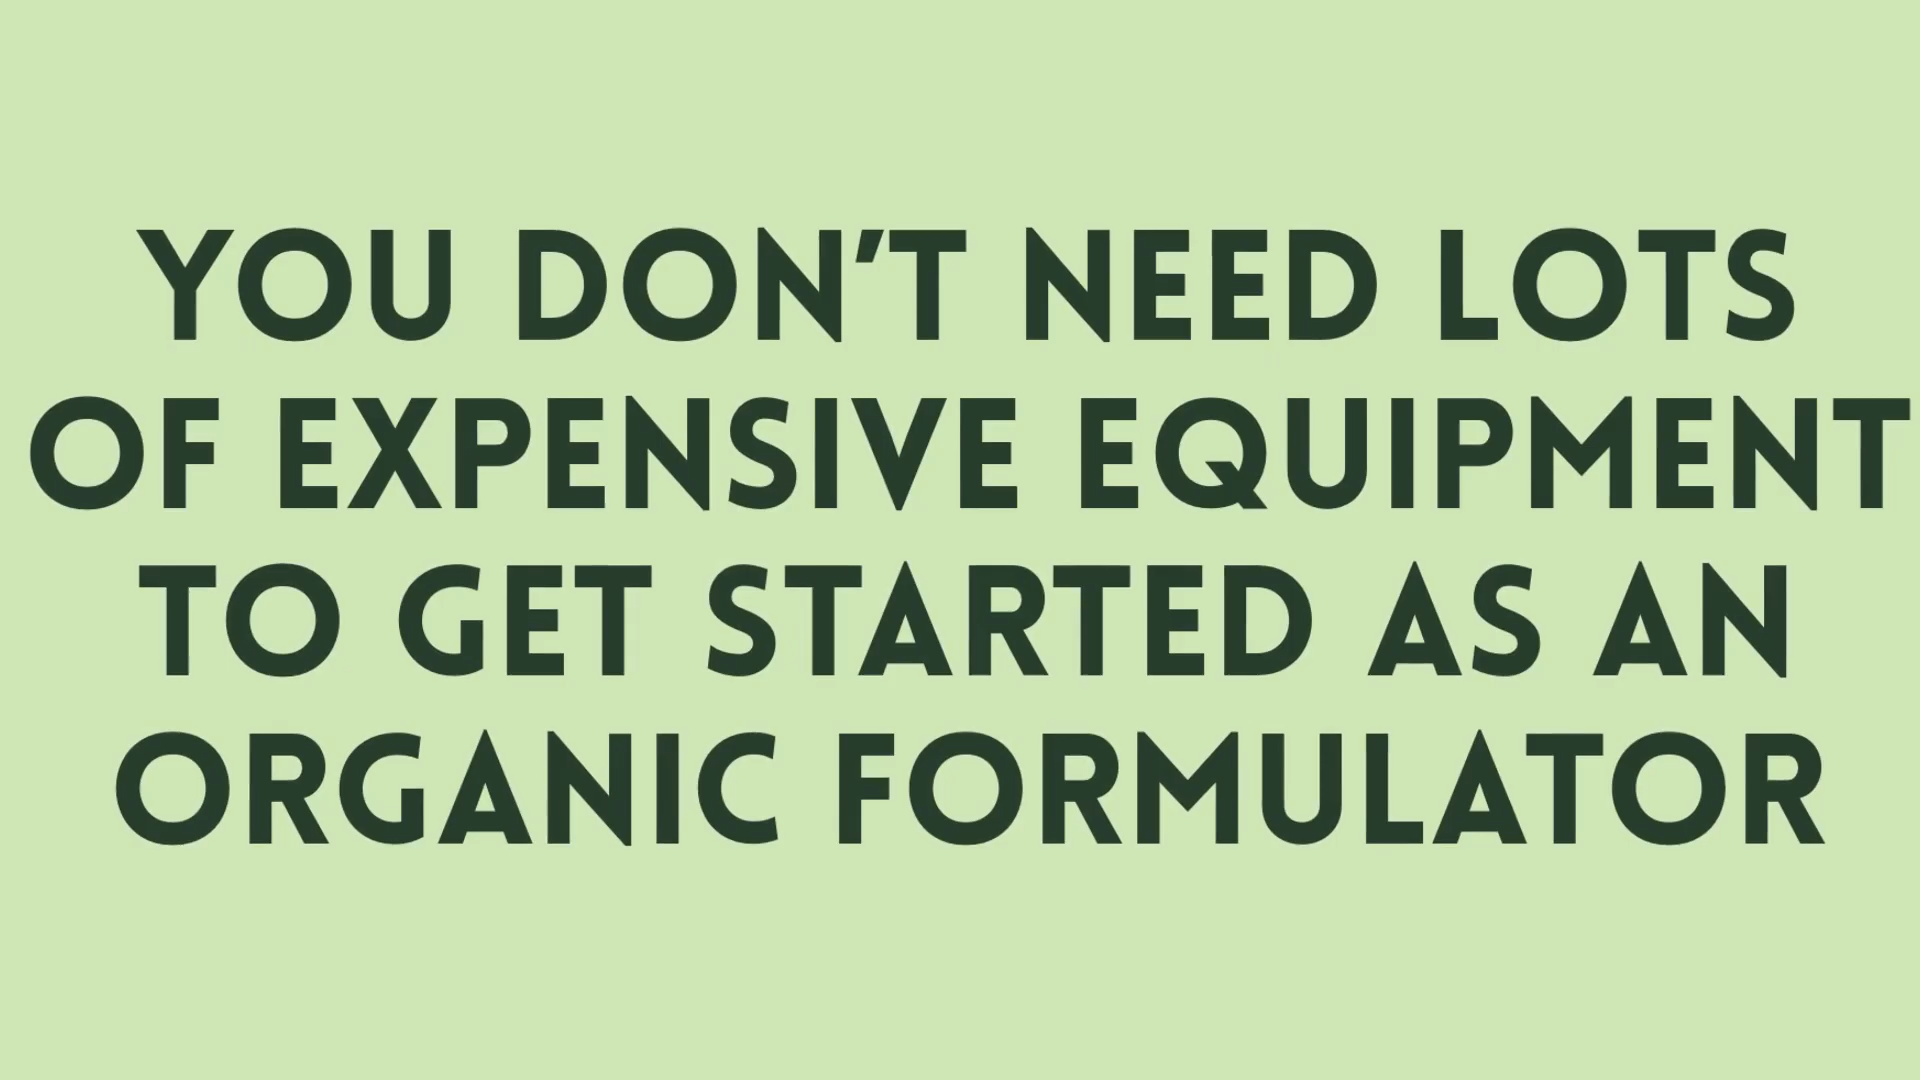 YOU DON'T NEED LOTS
OF EXPENSIVE EQUIPMENT
TO GET STARTED AS AN
ORGANIC FORMULATOR